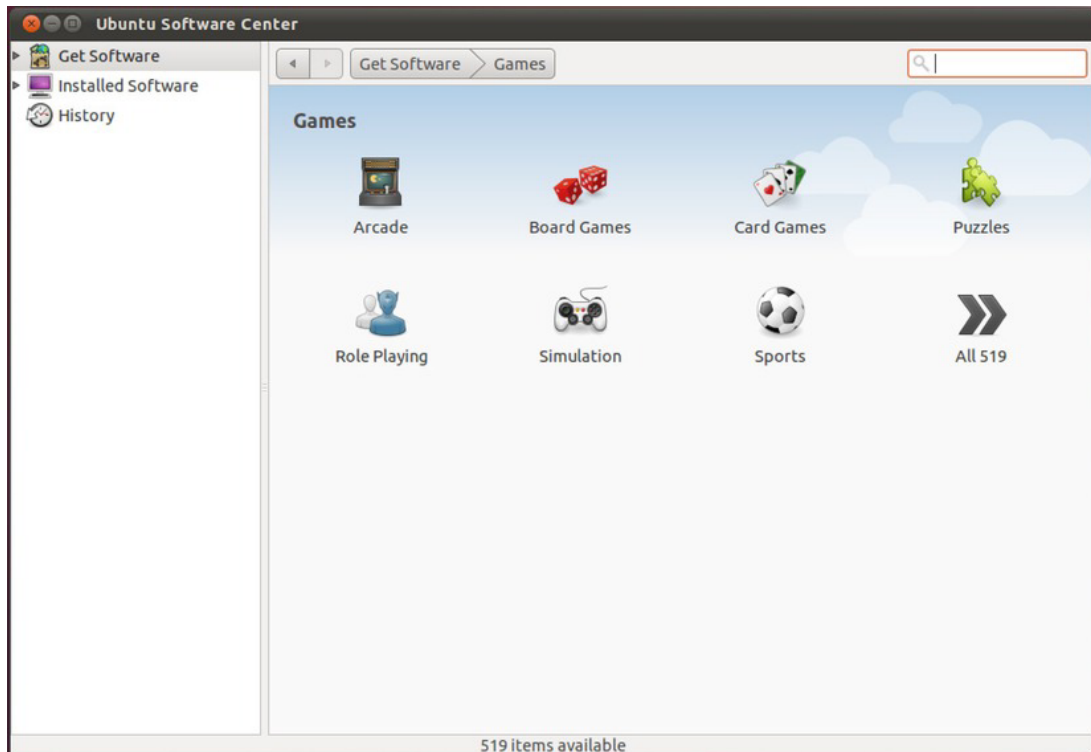 Ubuntu Software Center
Get Software
Installed Software
History
Get Software
Games
Games
Arcade
Board Games
Card Games
Puzzles
Role Playing
Simulation
Sports
All 519
519 items available